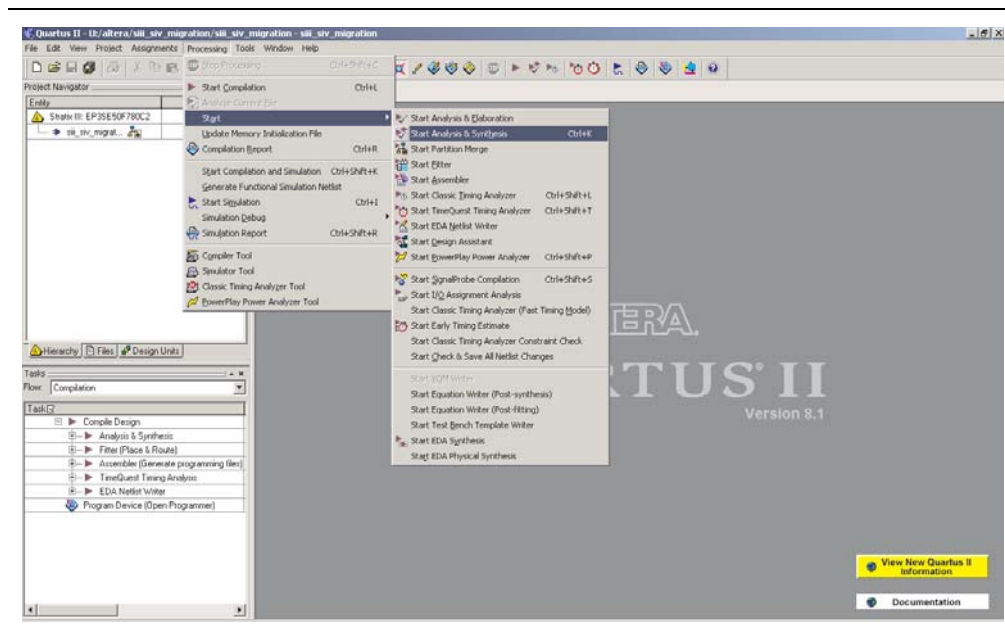 Quartus II - U:/altera/siii_siv_migration/siii_siv_migration - siii_siv_migration
File Edit View Project Assignments Processing Tools Window Help
Project Navigator
Entity
Stratix III: EP3SE50F780C2
siii_siv_migrat...
Hierarchy Files Design Units
Tasks
Flow: Compilation
Task
Compile Design
Analysis & Synthesis
Fitter (Place & Route)
Assembler (Generate programming files)
TimeQuest Timing Analysis
EDA Netlist Writer
Program Device (Open Programmer)
Stop Processing Ctrl+Shift+C
Start Compilation Ctrl+L
Analyze Current File
Start
Update Memory Initialization File
Compilation Report Ctrl+R
Start Compilation and Simulation Ctrl+Shift+K
Generate Functional Simulation Netlist
Start Simulation Ctrl+I
Simulation Debug
Simulation Report Ctrl+Shift+R
Compiler Tool
Simulator Tool
Classic Timing Analyzer Tool
PowerPlay Power Analyzer Tool
Start Analysis & Elaboration
Start Analysis & Synthesis Ctrl+K
Start Partition Merge
Start Fitter
Start Assembler
Start Classic Timing Analyzer Ctrl+Shift+L
Start TimeQuest Timing Analyzer Ctrl+Shift+T
Start EDA Netlist Writer
Start Design Assistant
Start PowerPlay Power Analyzer Ctrl+Shift+P
Start SignalProbe Compilation Ctrl+Shift+S
Start I/O Assignment Analysis
Start Classic Timing Analyzer (Fast Timing Model)
Start Early Timing Estimate
Start Classic Timing Analyzer Constraint Check
Start Check & Save All Netlist Changes
Start VQM Writer
Start Equation Writer (Post-synthesis)
Start Equation Writer (Post-fitting)
Start Test Bench Template Writer
Start EDA Synthesis
Start EDA Physical Synthesis
TERA
RTUS II
Version 8.1
View New Quartus II
Information
Documentation